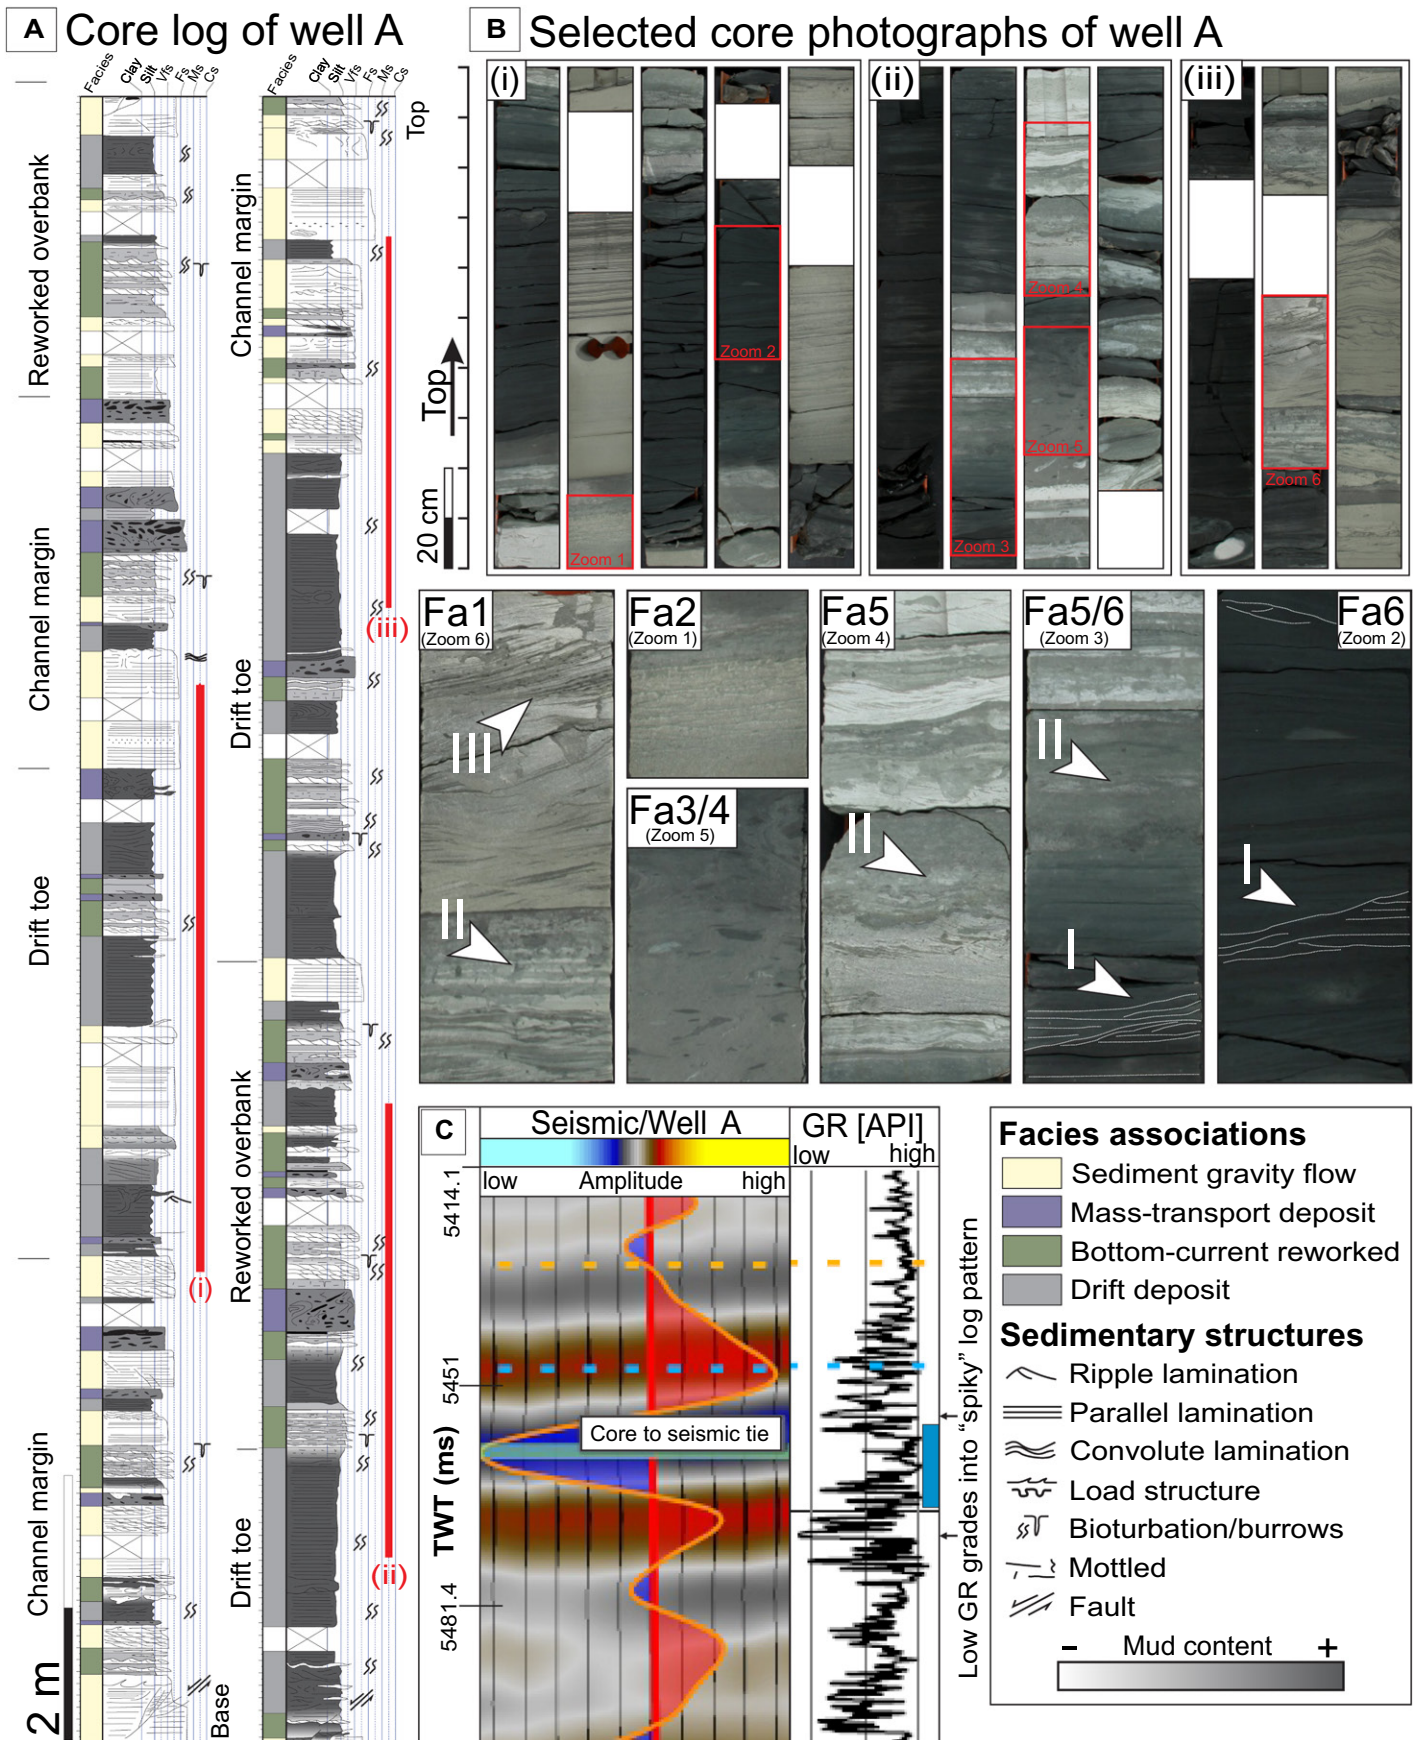 A Core log of well A
Facies
Clay
Silt
Vfs
Fs
Ms
Cs
Facies
Clay
Silt
Vfs
Fs
Ms
Cs
Top
Reworked overbank
Channel margin
Drift toe
Channel margin
2 m
Base
(i)
Channel margin
Drift toe
Reworked overbank
Drift toe
(iii)
(ii)
B Selected core photographs of well A
(i)
(ii)
(iii)
Top
20 cm
Zoom 1
Zoom 2
Zoom 3
Zoom 4
Zoom 5
Zoom 6
Fa1
(Zoom 6)
III
II
Fa2
(Zoom 1)
Fa3/4
(Zoom 5)
Fa5
(Zoom 4)
II
Fa5/6
(Zoom 3)
II
I
Fa6
(Zoom 2)
I
C
Seismic/Well A
low Amplitude high
GR [API]
low high
TWT (ms)
5414.1
5451
5481.4
Core to seismic tie
Low GR grades into “spiky” log pattern
Facies associations
Sediment gravity flow
Mass-transport deposit
Bottom-current reworked
Drift deposit
Sedimentary structures
Ripple lamination
Parallel lamination
Convolute lamination
Load structure
Bioturbation/burrows
Mottled
Fault
- Mud content +